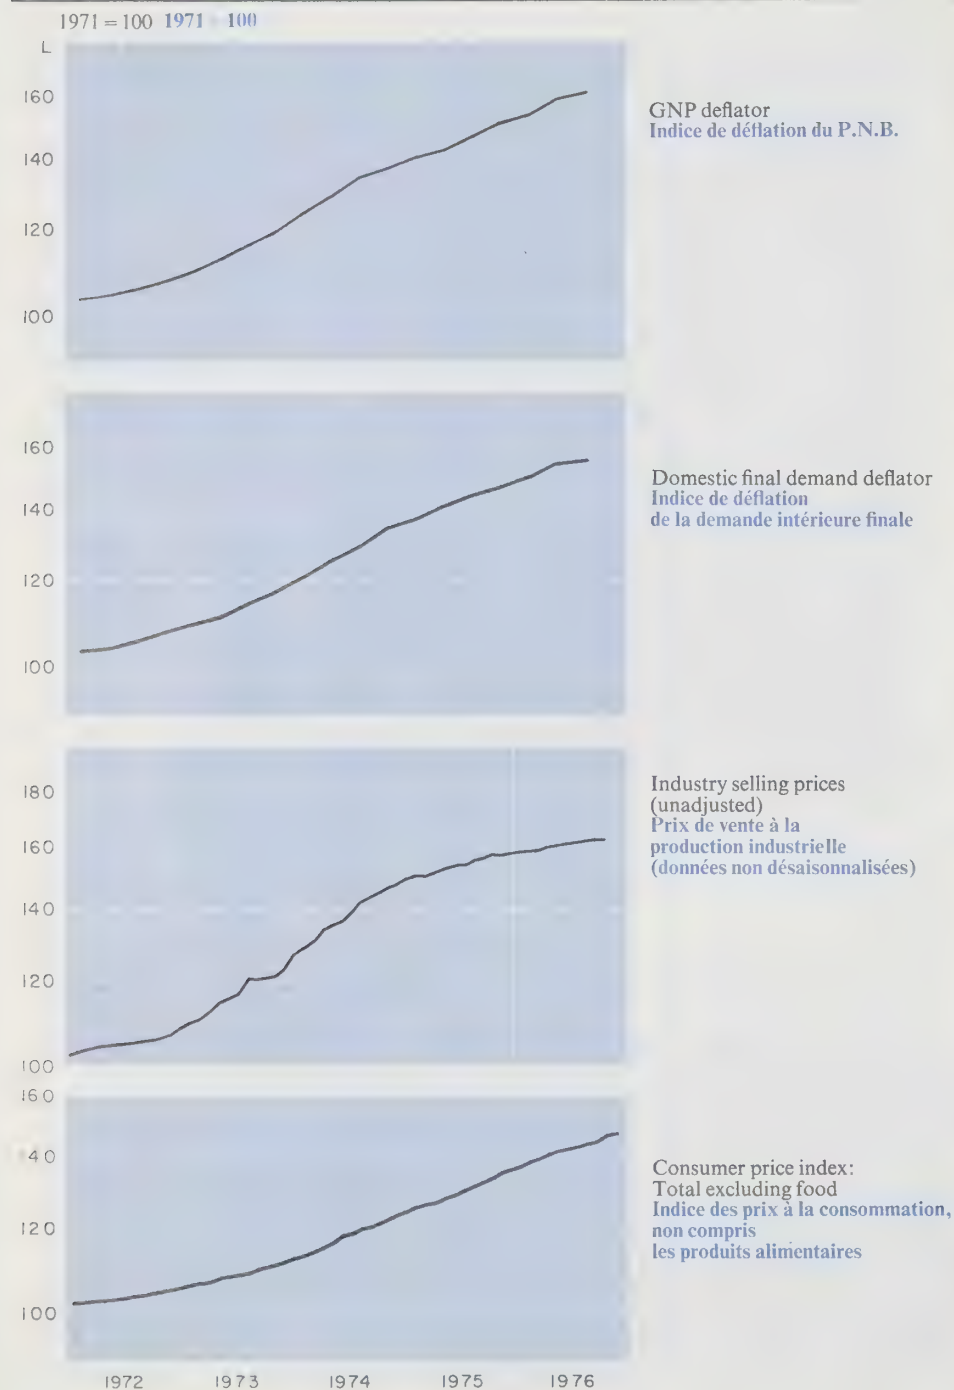 1971 = 100 1971 100
L
160
140
120
100
GNP deflator
Indice de déflation du P.N.B.
160
140
120
100
Domestic final demand deflator
Indice de déflation
de la demande intérieure finale
180
160
140
120
100
Industry selling prices
(unadjusted)
Prix de vente à la
production industrielle
(données non désaisonnalisées)
160
140
120
100
Consumer price index:
Total excluding food
Indice des prix à la consommation,
non compris
les produits alimentaires
1972 1973 1974 1975 1976